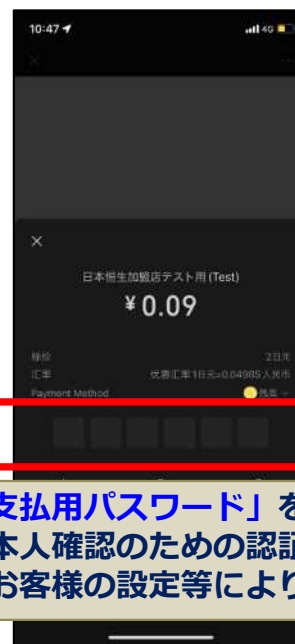 10:47
4G
日本恒生加盟店テスト用 (Test)
¥ 0.09
标价 2日元
汇率 优惠汇率1日元=0.04985人民币
Payment Method 残高
支払用パスワード」を
本人確認のための認証
お客様の設定等により